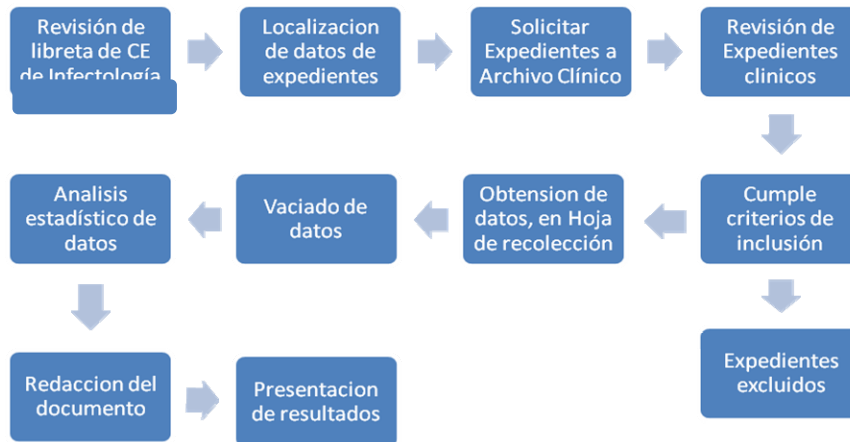 Revisión de
libreta de CE
de Infectología
Localizacion
de datos de
expedientes
Solicitar
Expedientes a
Archivo Clínico
Revisión de
Expedientes
clinicos
Analisis
estadístico de
datos
Vaciado de
datos
Obtension de
datos, en Hoja
de recolección
Cumple
criterios de
inclusión
Redaccion del
documento
Presentacion
de resultados
Expedientes
excluidos